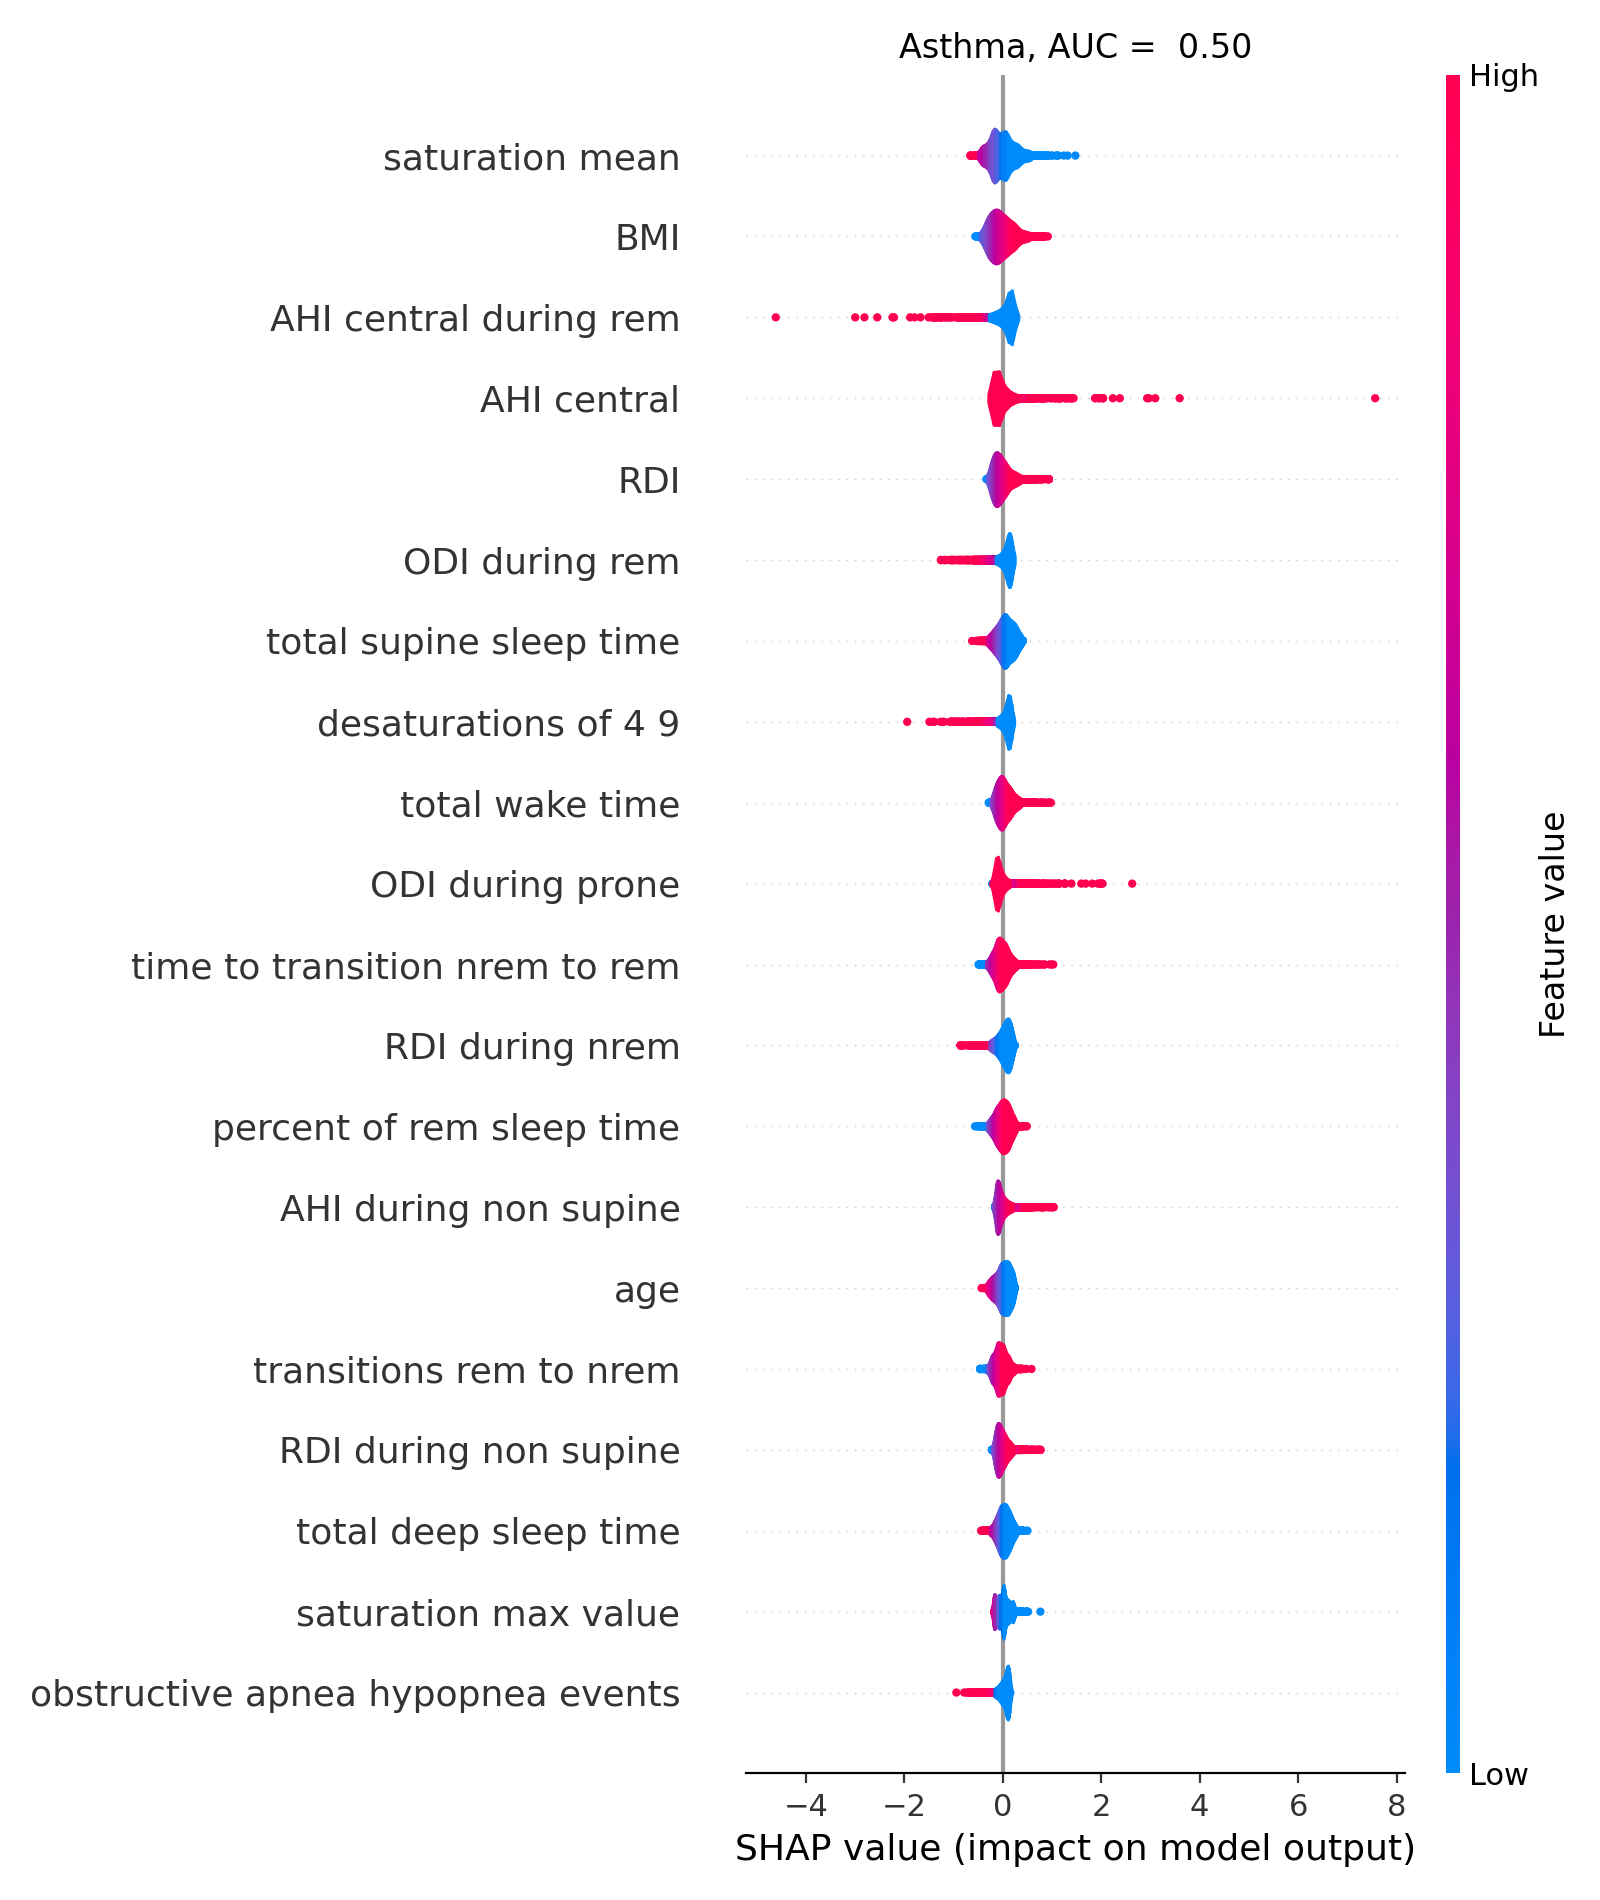 Asthma, AUC =  0.50
High
saturation mean
BMI
AHI central during rem
AHI central
RDI
ODI during rem
total supine sleep time
desaturations of 4 9
total wake time
ODI during prone
time to transition nrem to rem
RDI during nrem
percent of rem sleep time
AHI during non supine
age
transitions rem to nrem
RDI during non supine
total deep sleep time
saturation max value
obstructive apnea hypopnea events
Feature value
Low
−4 −2 0 2 4 6 8
SHAP value (impact on model output)